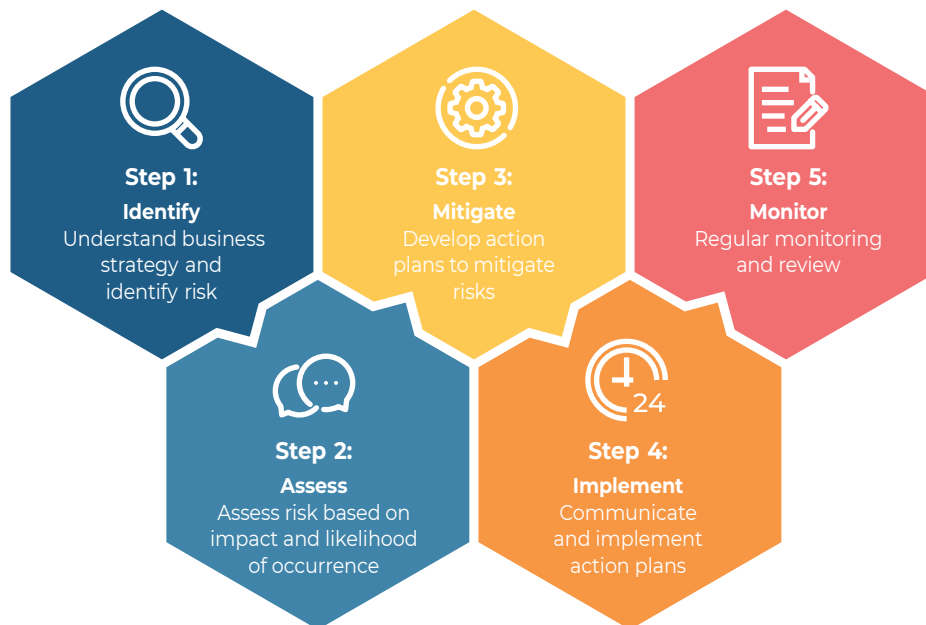 Step 1:
Identify
Understand business
strategy and
identify risk
Step 2:
Assess
Assess risk based on
impact and likelihood
of occurrence
Step 3:
Mitigate
Develop action
plans to mitigate
risks
24
Step 4:
Implement
Communicate
and implement
action plans
Step 5:
Monitor
Regular monitoring
and review